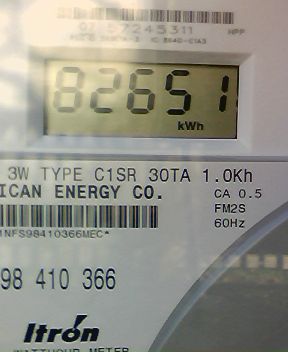 82651
kWh
3W TYPE C1SR 30TA 1.0Kh
ICAN ENERGY CO.
CA 0.5
FM2S
60Hz
1NFS98410366MEC*
98 410 366
Itrón
WATTHOUR METER